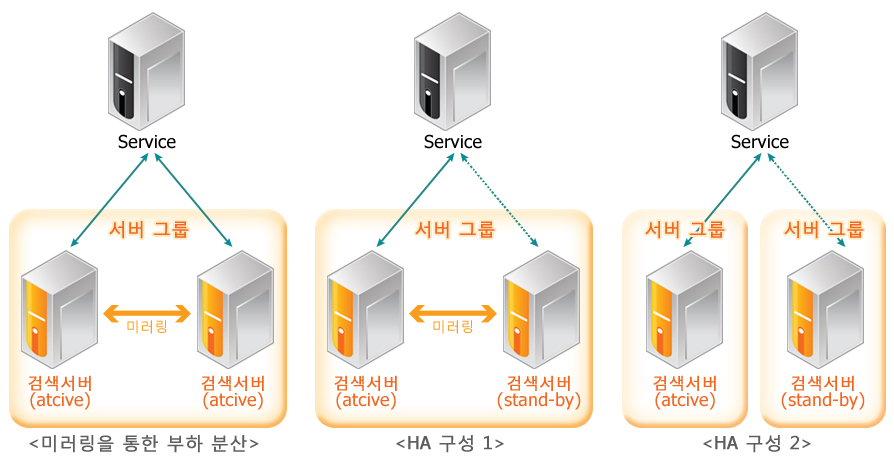 Service
Service
Service
서버 그룹
서버 그룹
서버 그룹
서버 그룹
미러링
미러링
검색서버
(atcive)
검색서버
(atcive)
검색서버
(atcive)
검색서버
(stand-by)
검색서버
(atcive)
검색서버
(stand-by)
<미러링을 통한 부하 분산>
<HA 구성 1>
<HA 구성 2>